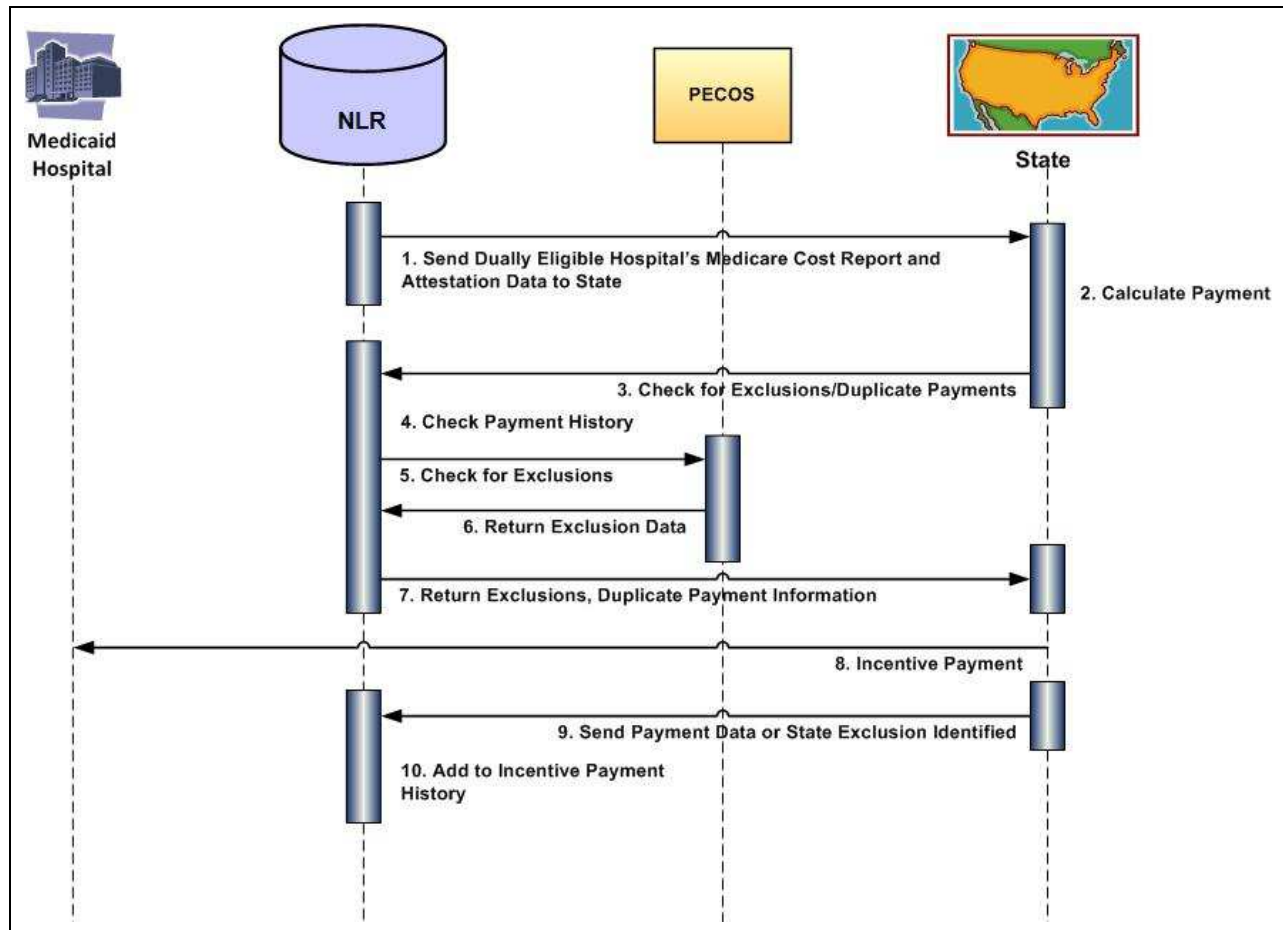 Medicaid
Hospital
NLR
PECOS
State
1. Send Dually Eligible Hospital's Medicare Cost Report and
Attestation Data to State
2. Calculate Payment
3. Check for Exclusions/Duplicate Payments
4. Check Payment History
5. Check for Exclusions
6. Return Exclusion Data
7. Return Exclusions, Duplicate Payment Information
8. Incentive Payment
9. Send Payment Data or State Exclusion Identified
10. Add to Incentive Payment
History